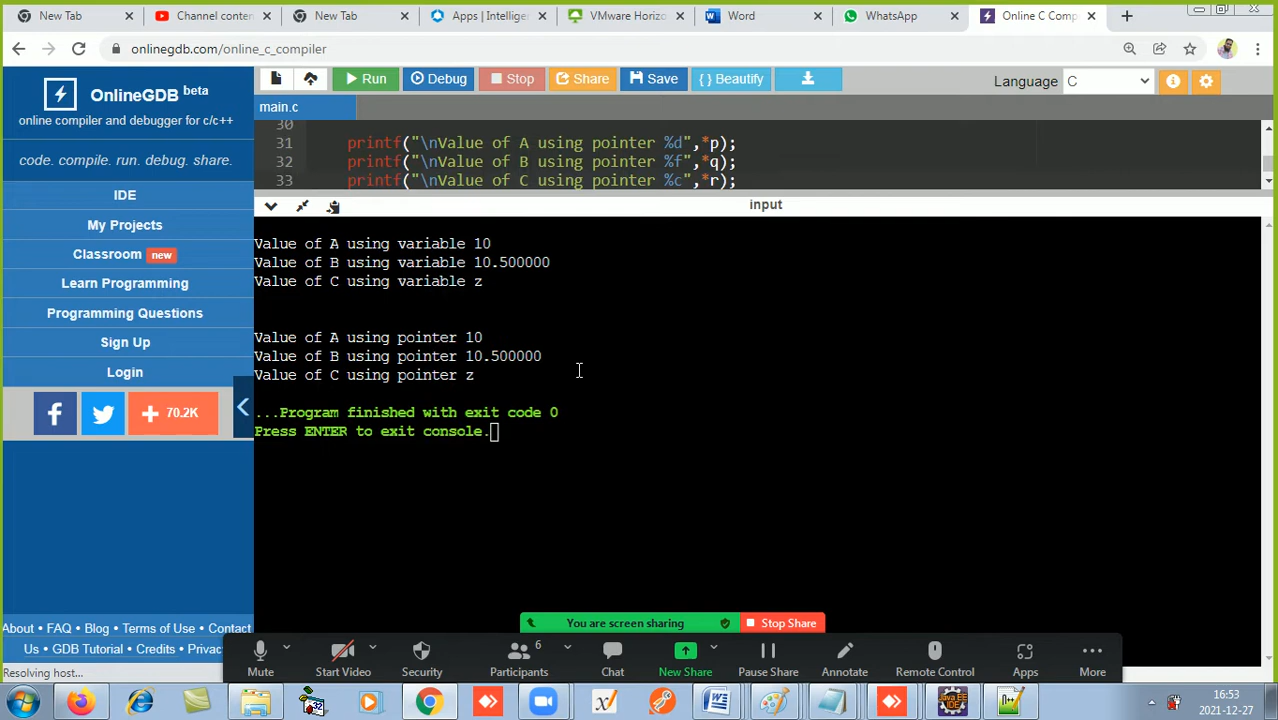 New Tab
Channel conten
New Tab
Apps | Intelliger
VMware Horizo
Word
WhatsApp
Online C Comp
onlinegdb.com/online_c_compiler
OnlineGDB beta
online compiler and debugger for c/c++
code. compile. run. debug. share.
IDE
My Projects
Classroom new
Learn Programming
Programming Questions
Sign Up
Login
f
+ 70.2K
About • FAQ • Blog • Terms of Use • Contact
Us • GDB Tutorial • Credits • Privac
Resolving host...
Run
Debug
Stop
Share
Save
{ } Beautify
Language C
main.c
30
31 printf("\nValue of A using pointer %d",*p);
32 printf("\nValue of B using pointer %f",*q);
33 printf("\nValue of C using pointer %c",*r);
input
Value of A using variable 10
Value of B using variable 10.500000
Value of C using variable z
Value of A using pointer 10
Value of B using pointer 10.500000
Value of C using pointer z
...Program finished with exit code 0
Press ENTER to exit console.
You are screen sharing
Stop Share
Mute
Start Video
Security
Participants 6
Chat
New Share
Pause Share
Annotate
Remote Control
Apps
More
16:53
2021-12-27